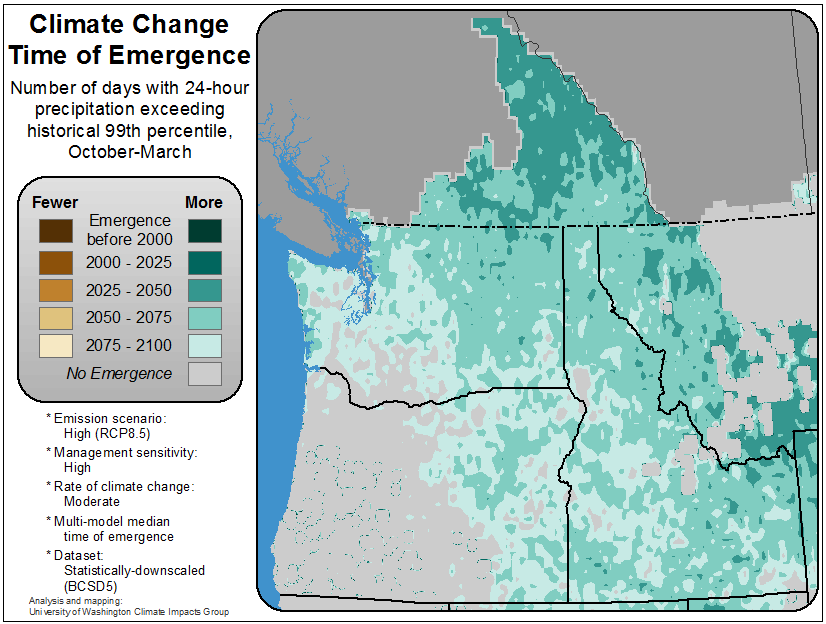 Climate Change
Time of Emergence
Number of days with 24-hour
precipitation exceeding
historical 99th percentile,
October-March
Fewer More
Emergence
before 2000
2000 - 2025
2025 - 2050
2050 - 2075
2075 - 2100
No Emergence
* Emission scenario:
High (RCP8.5)
* Management sensitivity:
High
* Rate of climate change:
Moderate
* Multi-model median
time of emergence
* Dataset:
Statistically-downscaled
(BCSD5)
Analysis and mapping:
University of Washington Climate Impacts Group